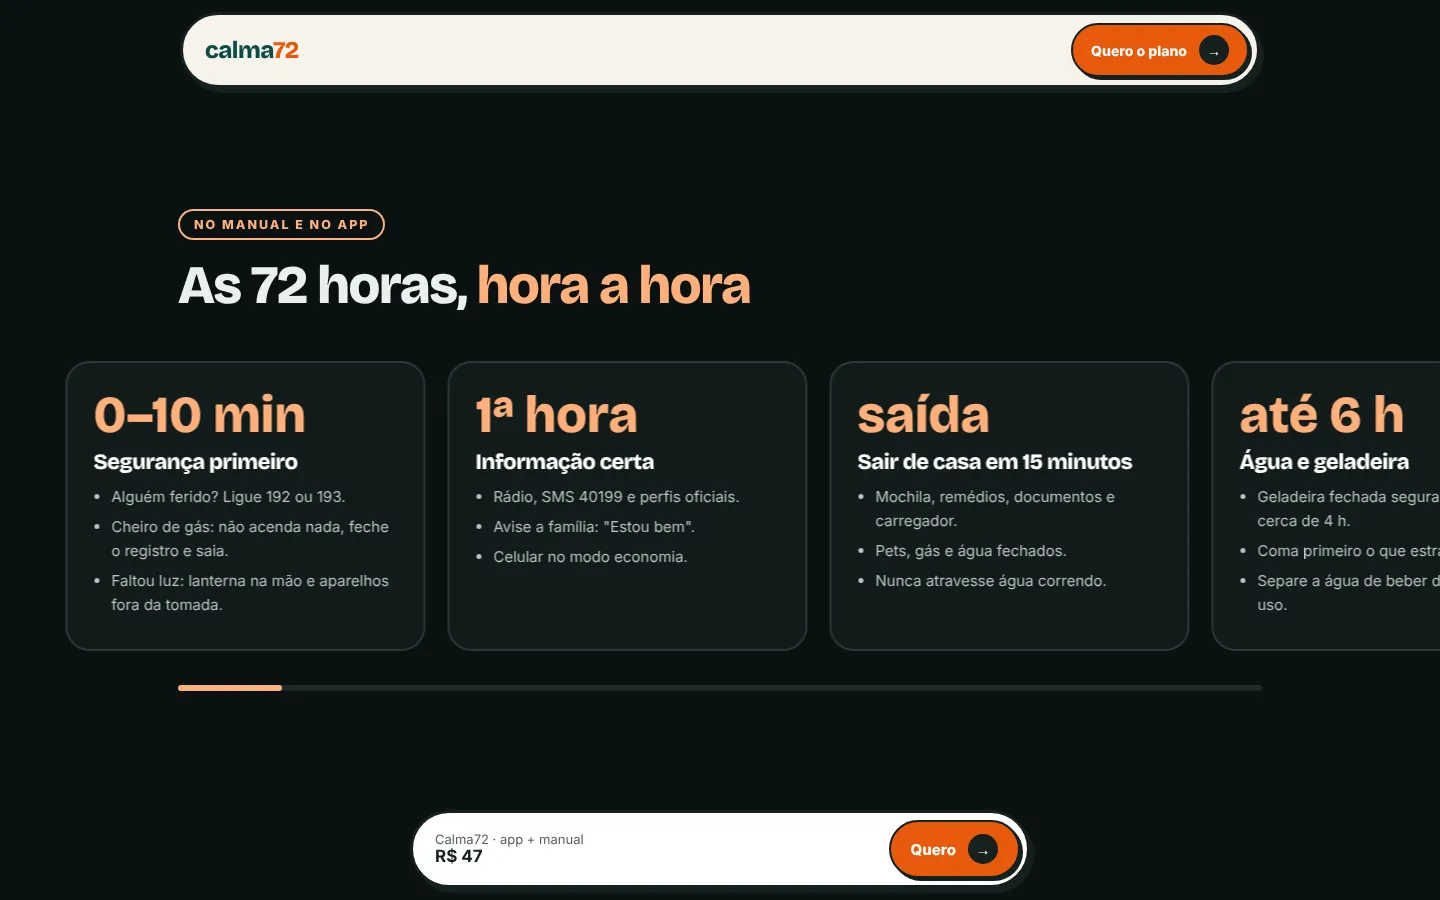 calma72
Quero o plano →
NO MANUAL E NO APP
As 72 horas, hora a hora
0–10 min
Segurança primeiro
• Alguém ferido? Ligue 192 ou 193.
• Cheiro de gás: não acenda nada, feche
o registro e saia.
• Faltou luz: lanterna na mão e aparelhos
fora da tomada.
1ª hora
Informação certa
• Rádio, SMS 40199 e perfis oficiais.
• Avise a família: "Estou bem".
• Celular no modo economia.
saída
Sair de casa em 15 minutos
• Mochila, remédios, documentos e
carregador.
• Pets, gás e água fechados.
• Nunca atravesse água correndo.
até 6 h
Água e geladeira
• Geladeira fechada segura
cerca de 4 h.
• Coma primeiro o que
• Separe a água de beber
uso.
Calma72 · app + manual
R$ 47
Quero →